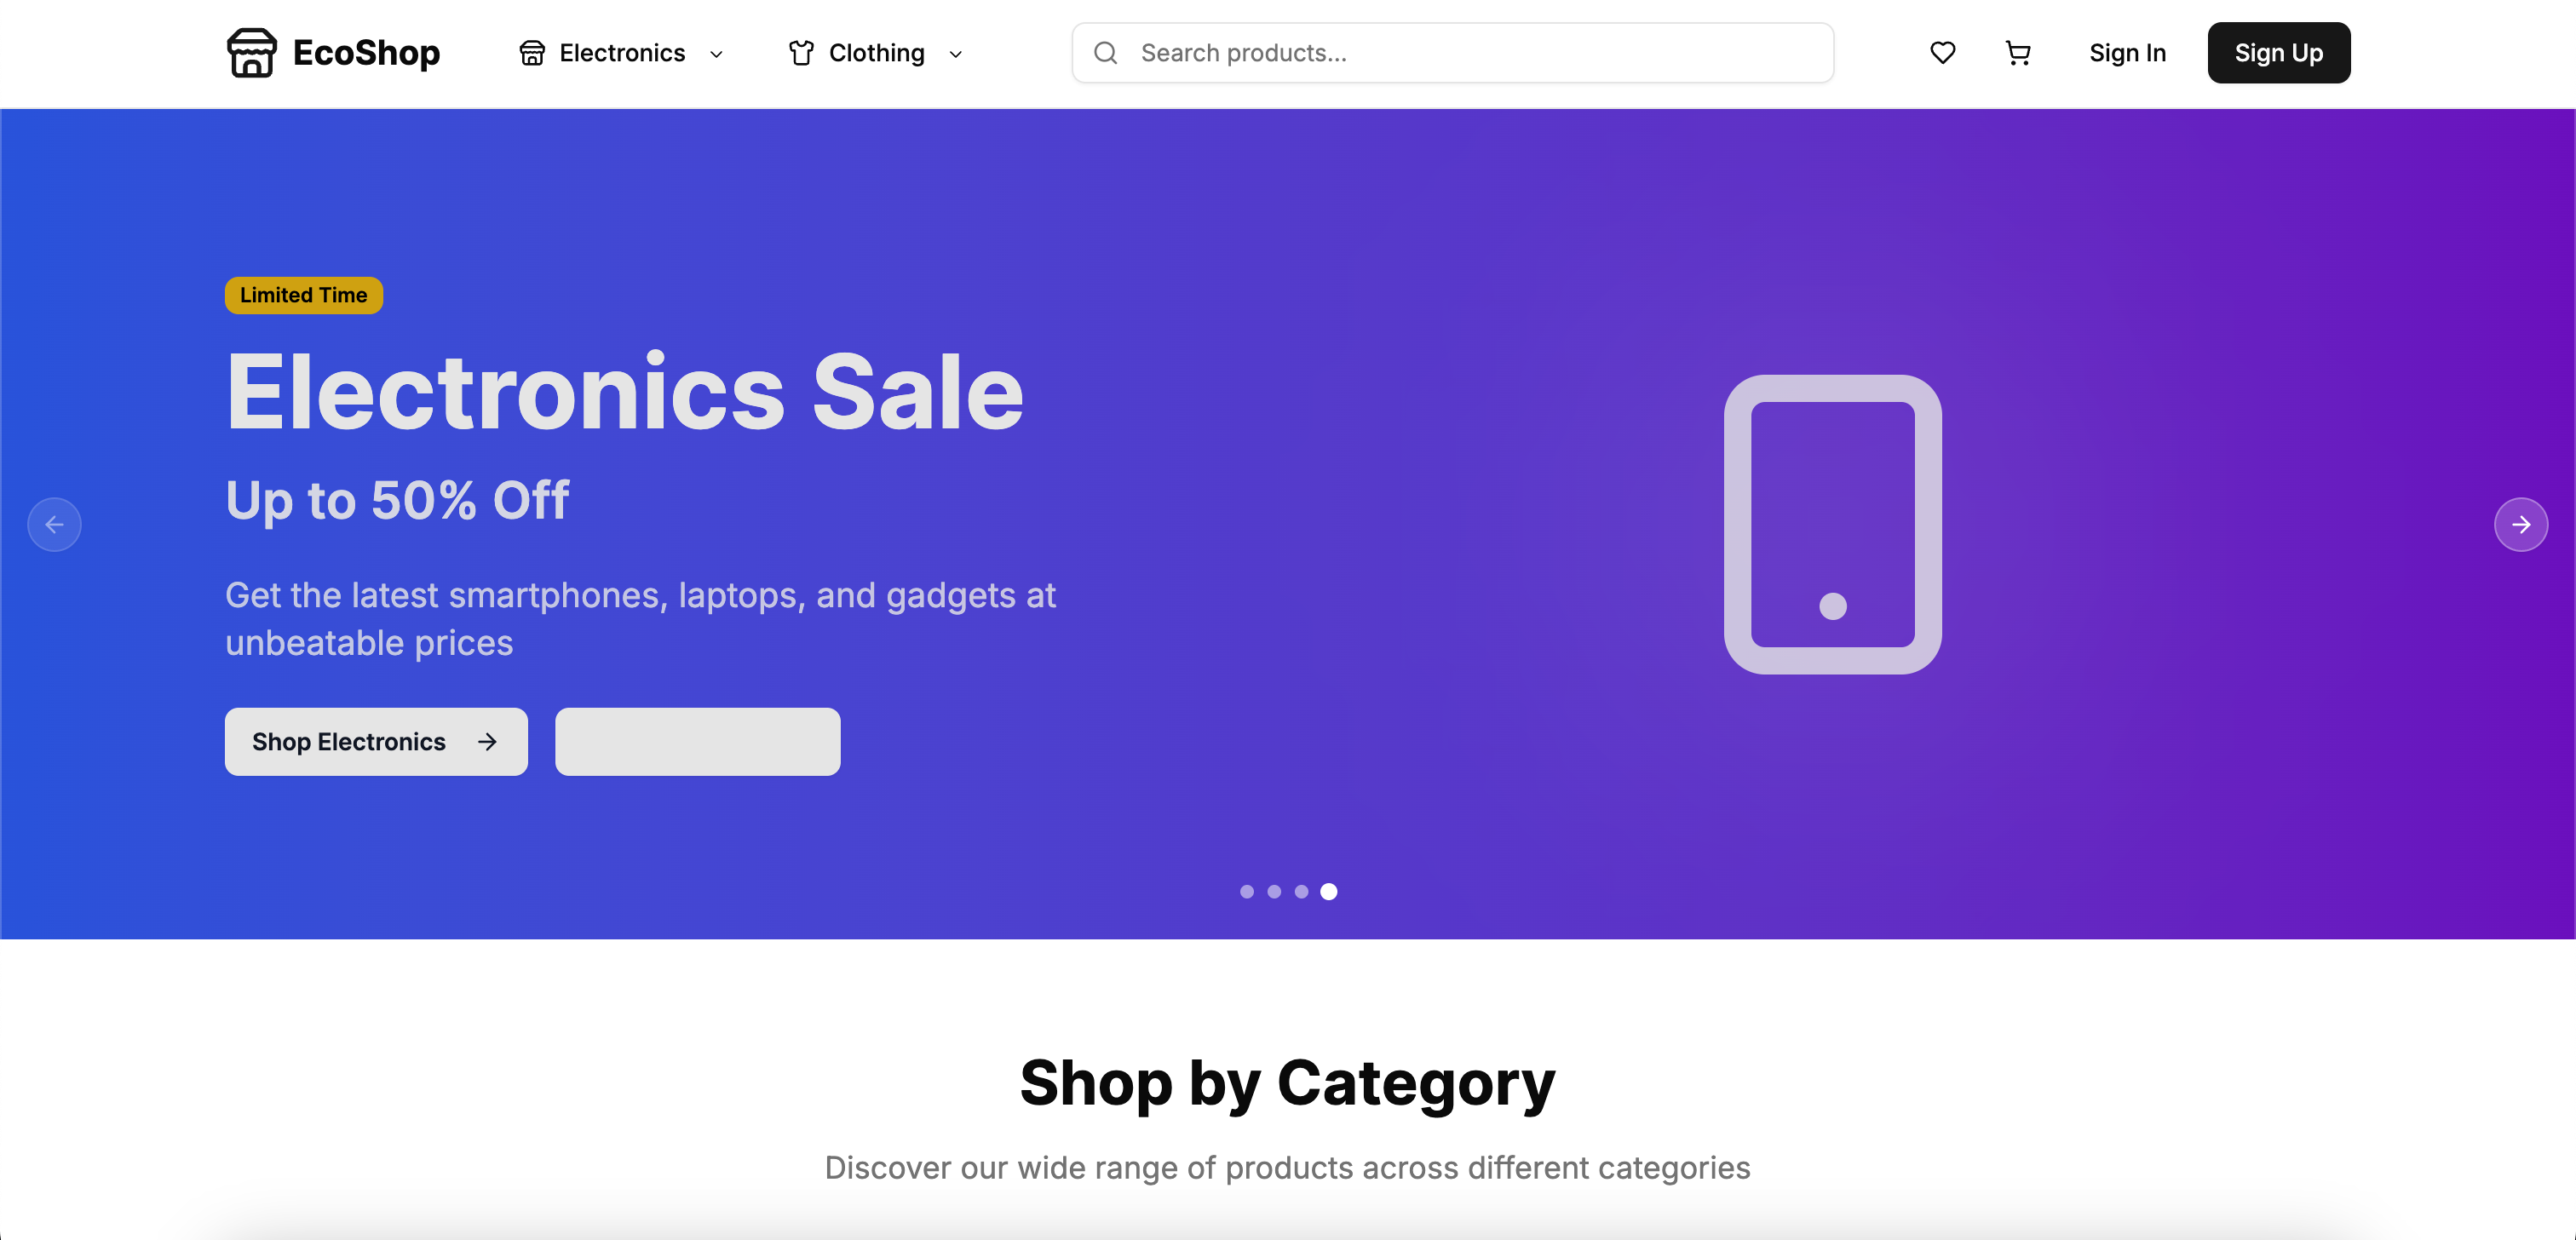 EcoShop
Electronics
Clothing
Search products...
Sign In
Sign Up
Limited Time
Electronics Sale
Up to 50% Off
Get the latest smartphones, laptops, and gadgets at
unbeatable prices
Shop Electronics
Shop by Category
Discover our wide range of products across different categories